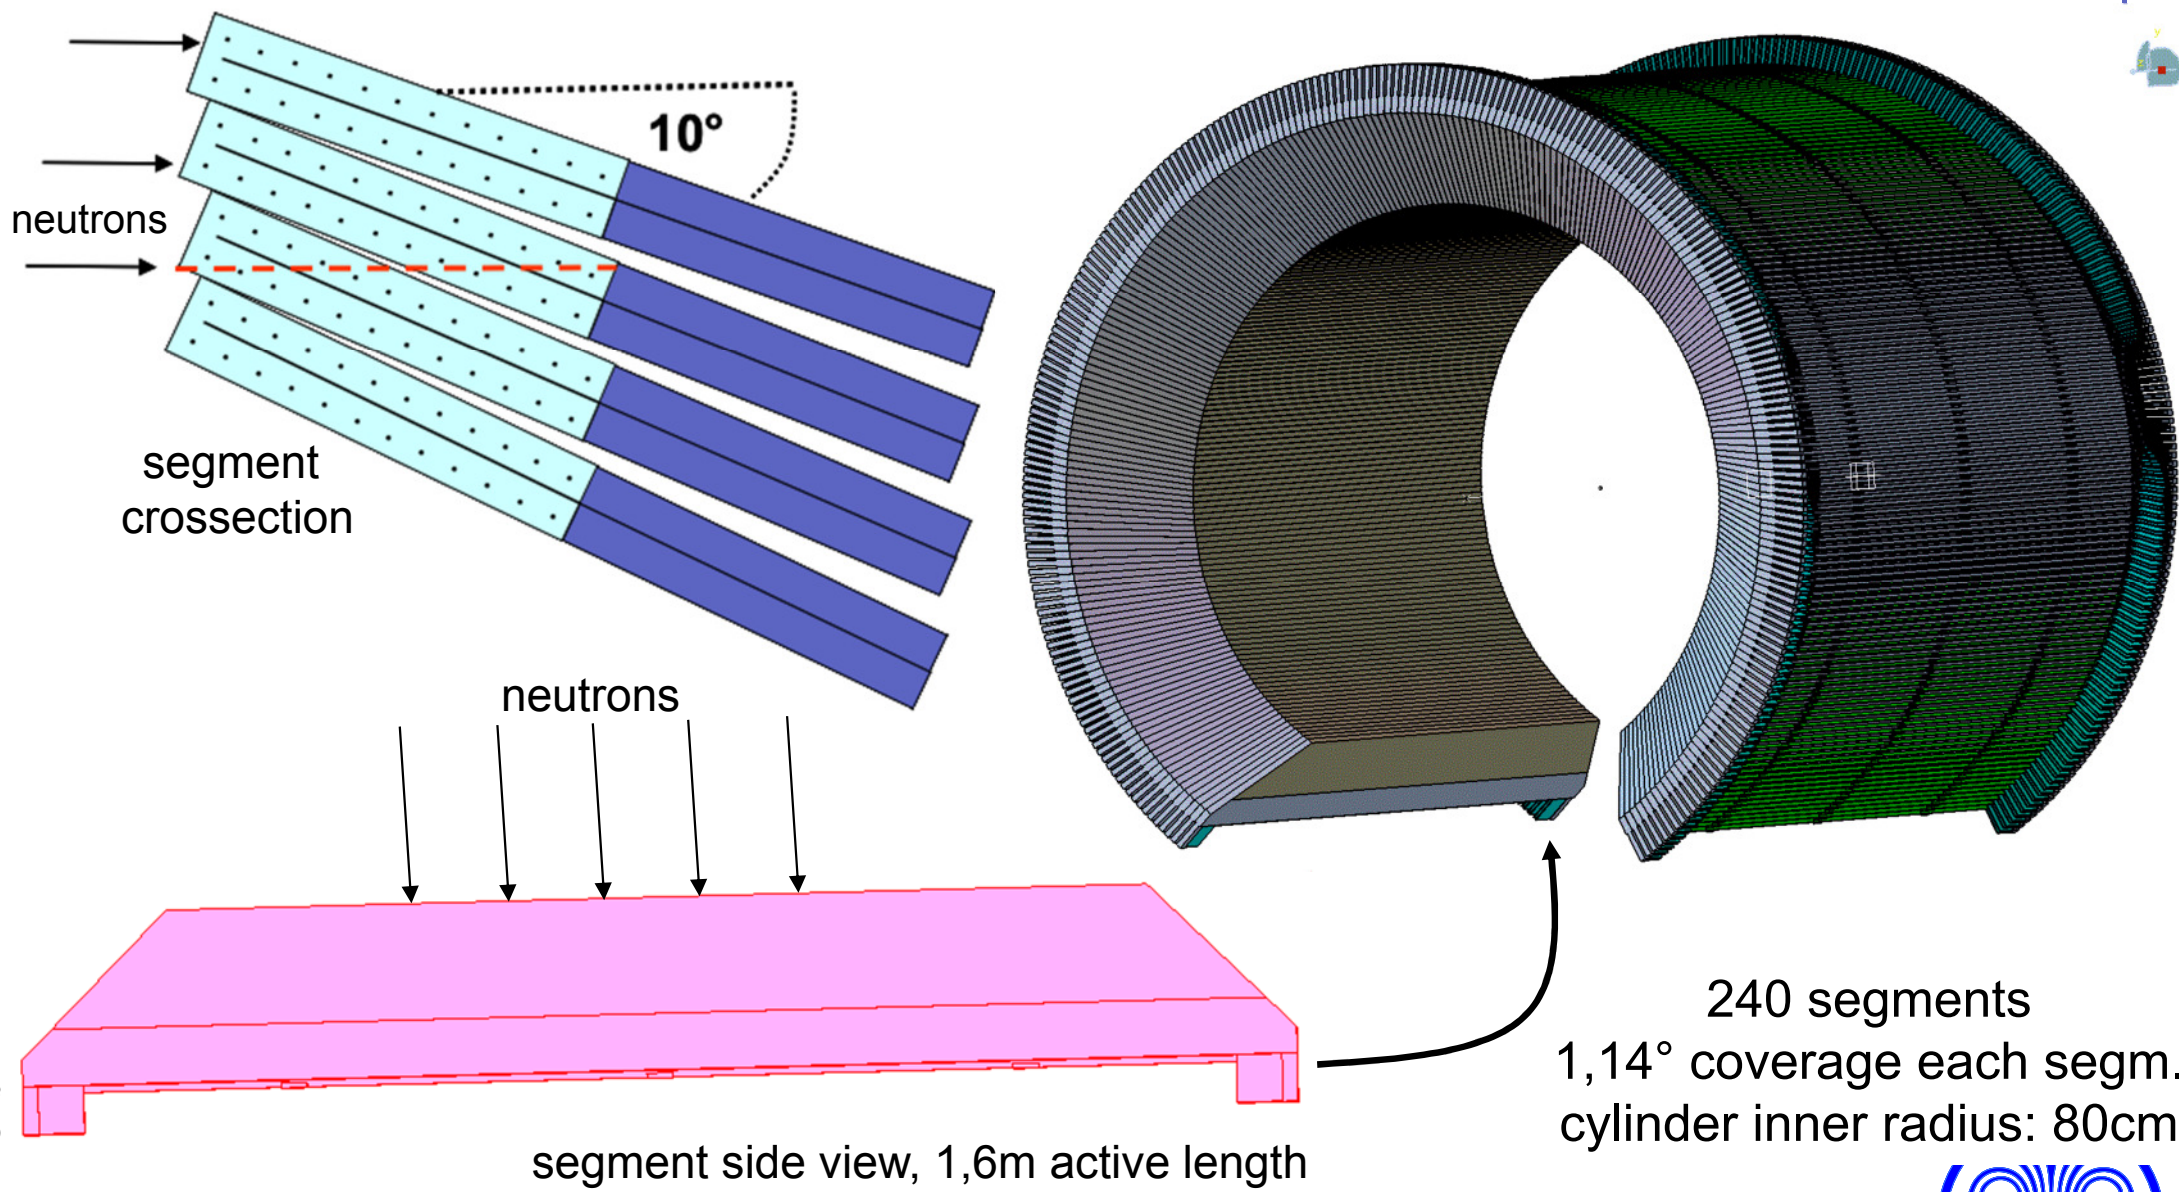 10°
neutrons
segment
crossection
neutrons
240 segments
1,14° coverage each segm.
cylinder inner radius: 80cm
segment side view, 1,6m active length